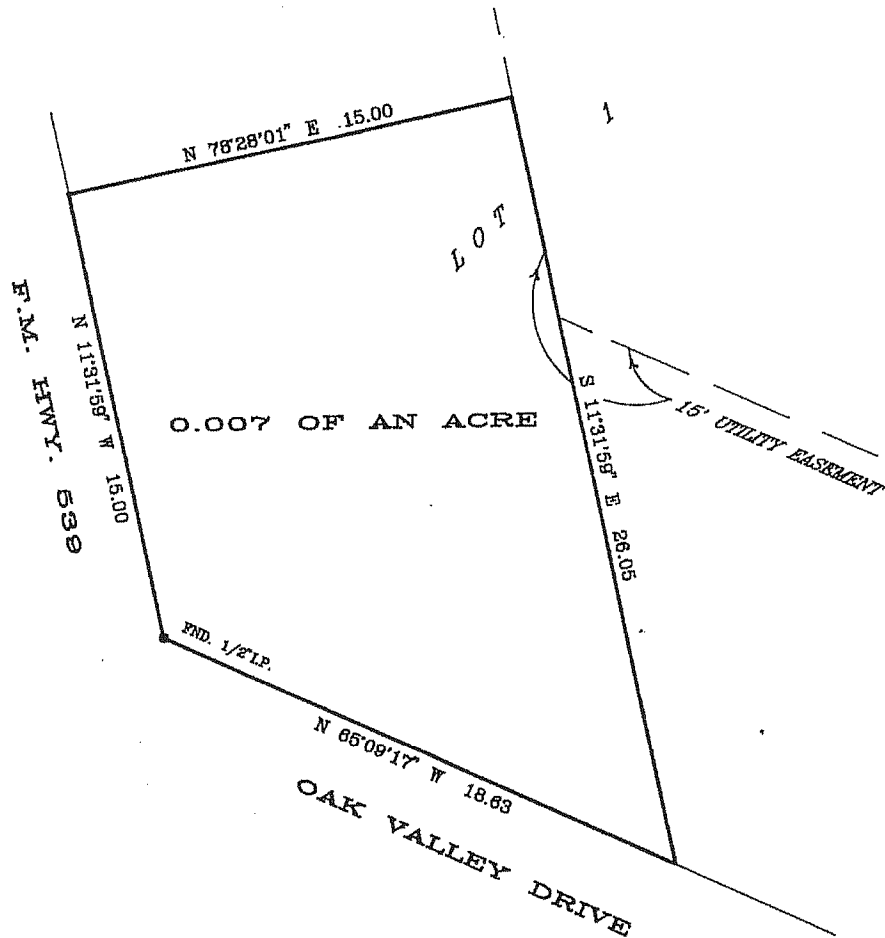 1
N 78°28'01" E 15.00
LOT
F.M. HWY. 539
N 11°31'59" W 15.00
0.007 OF AN ACRE
S 11°31'59" E 26.05
15' UTILITY EASEMENT
FND. 1/2" I.P.
N 65°09'17" W 18.63
OAK VALLEY DRIVE